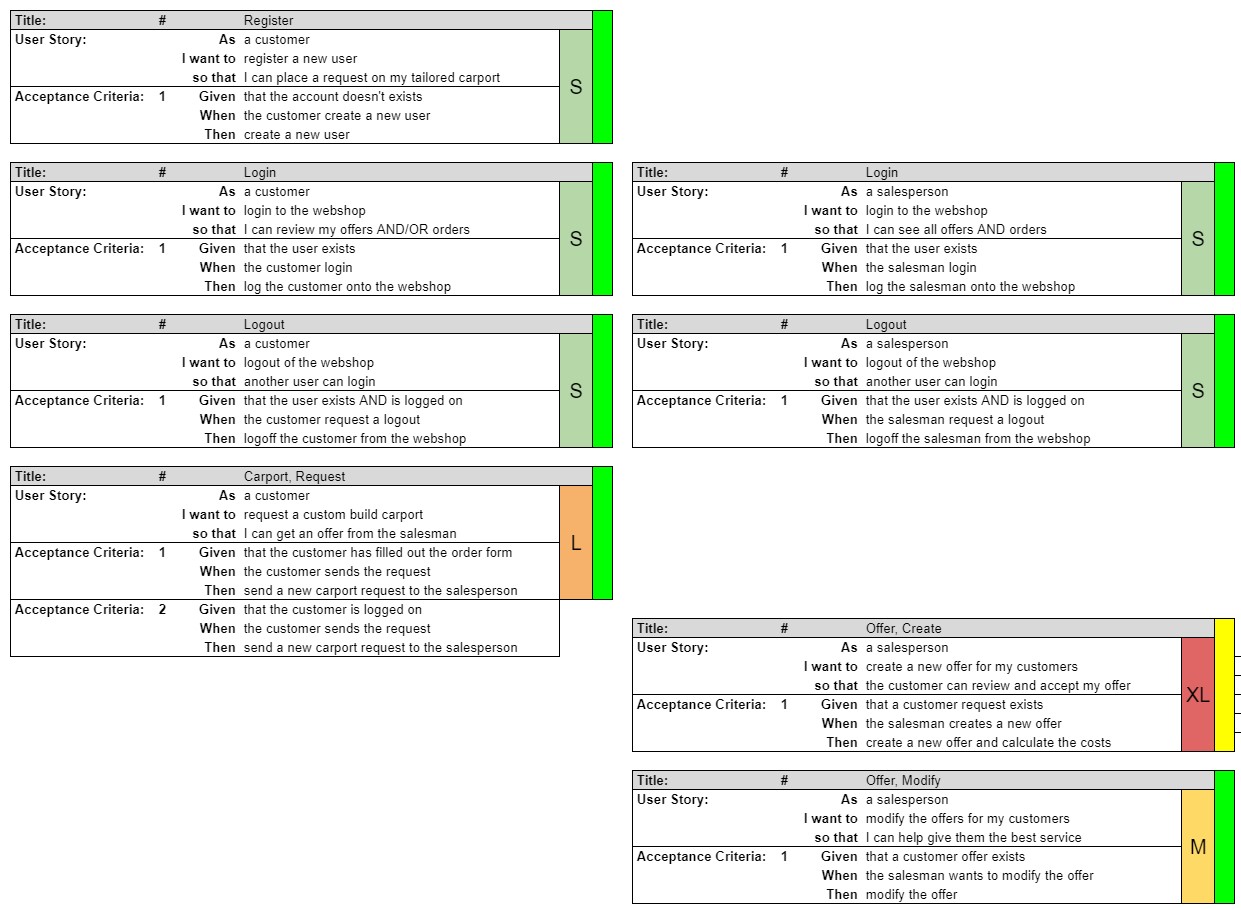 Title: # Register
User Story: As a customer
I want to register a new user
so that I can place a request on my tailored carport
S
Acceptance Criteria: 1 Given that the account doesn't exists
When the customer create a new user
Then create a new user
Title: # Login
User Story: As a customer
I want to login to the webshop
so that I can review my offers AND/OR orders
S
Acceptance Criteria: 1 Given that the user exists
When the customer login
Then log the customer onto the webshop
Title: # Login
User Story: As a salesperson
I want to login to the webshop
so that I can see all offers AND orders
S
Acceptance Criteria: 1 Given that the user exists
When the salesman login
Then log the salesman onto the webshop
Title: # Logout
User Story: As a customer
I want to logout of the webshop
so that another user can login
S
Acceptance Criteria: 1 Given that the user exists AND is logged on
When the customer request a logout
Then logoff the customer from the webshop
Title: # Logout
User Story: As a salesperson
I want to logout of the webshop
so that another user can login
S
Acceptance Criteria: 1 Given that the user exists AND is logged on
When the salesman request a logout
Then logoff the salesman from the webshop
Title: # Carport, Request
User Story: As a customer
I want to request a custom build carport
so that I can get an offer from the salesman
L
Acceptance Criteria: 1 Given that the customer has filled out the order form
When the customer sends the request
Then send a new carport request to the salesperson
Acceptance Criteria: 2 Given that the customer is logged on
When the customer sends the request
Then send a new carport request to the salesperson
Title: # Offer, Create
User Story: As a salesperson
I want to create a new offer for my customers
so that the customer can review and accept my offer
XL
Acceptance Criteria: 1 Given that a customer request exists
When the salesman creates a new offer
Then create a new offer and calculate the costs
Title: # Offer, Modify
User Story: As a salesperson
I want to modify the offers for my customers
so that I can help give them the best service
M
Acceptance Criteria: 1 Given that a customer offer exists
When the salesman wants to modify the offer
Then modify the offer